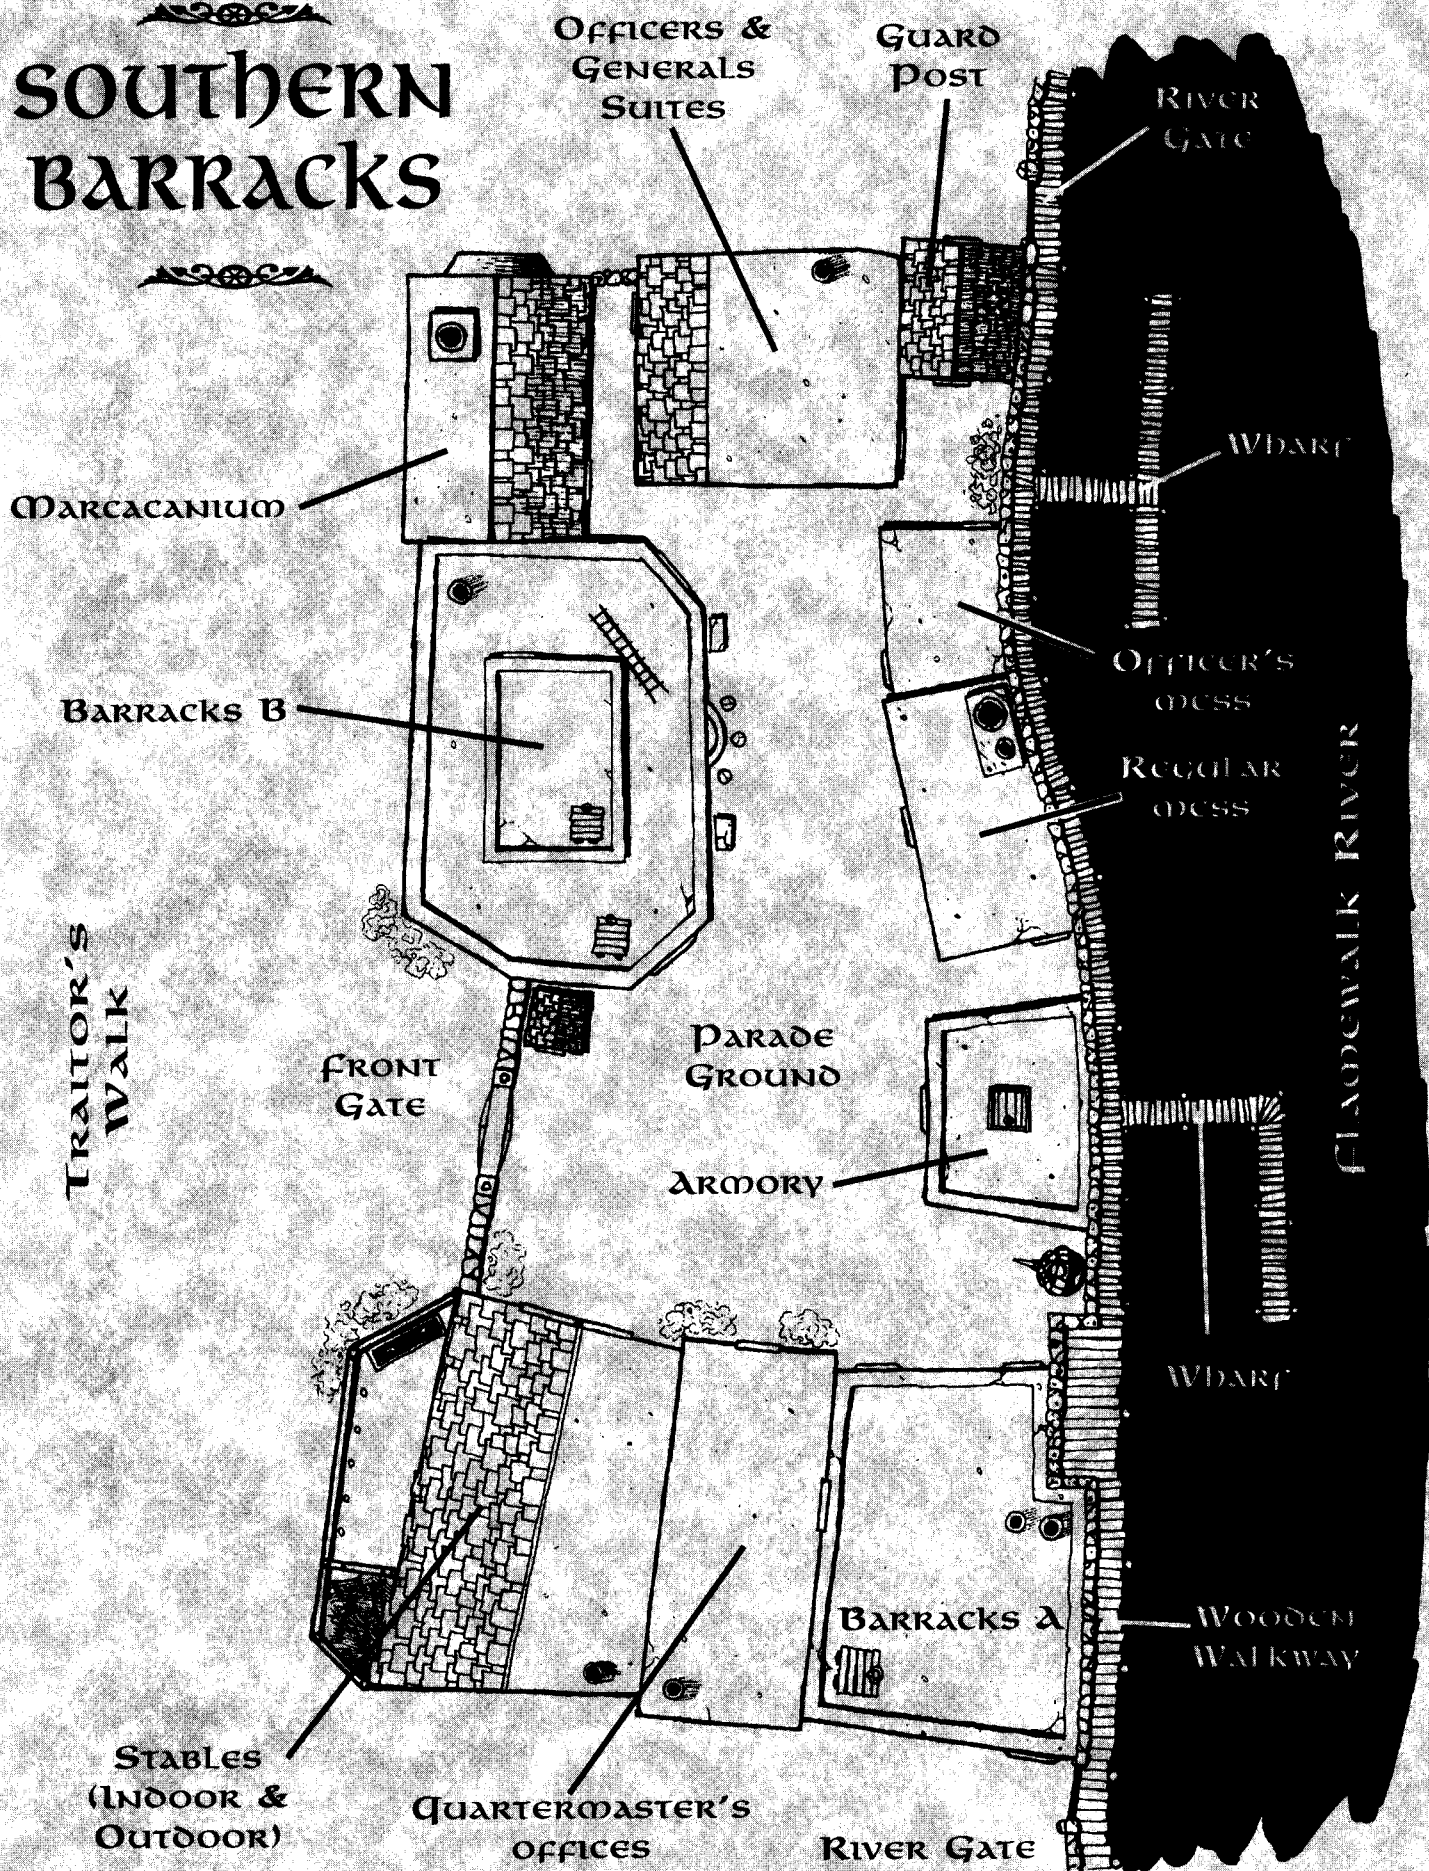 Southern
Barracks
Officers &
Generals
Suites
Guard
Post
River
Gate
Wharf
Marcacanium
Officer's
mess
Barracks B
Regular
mess
Flamewalk River
Traitor's
Walk
Front
Gate
Parade
Ground
Armory
Wharf
Barracks A
Wooden
Walkway
Stables
(Indoor &
Outdoor)
Quartermaster's
offices
River Gate